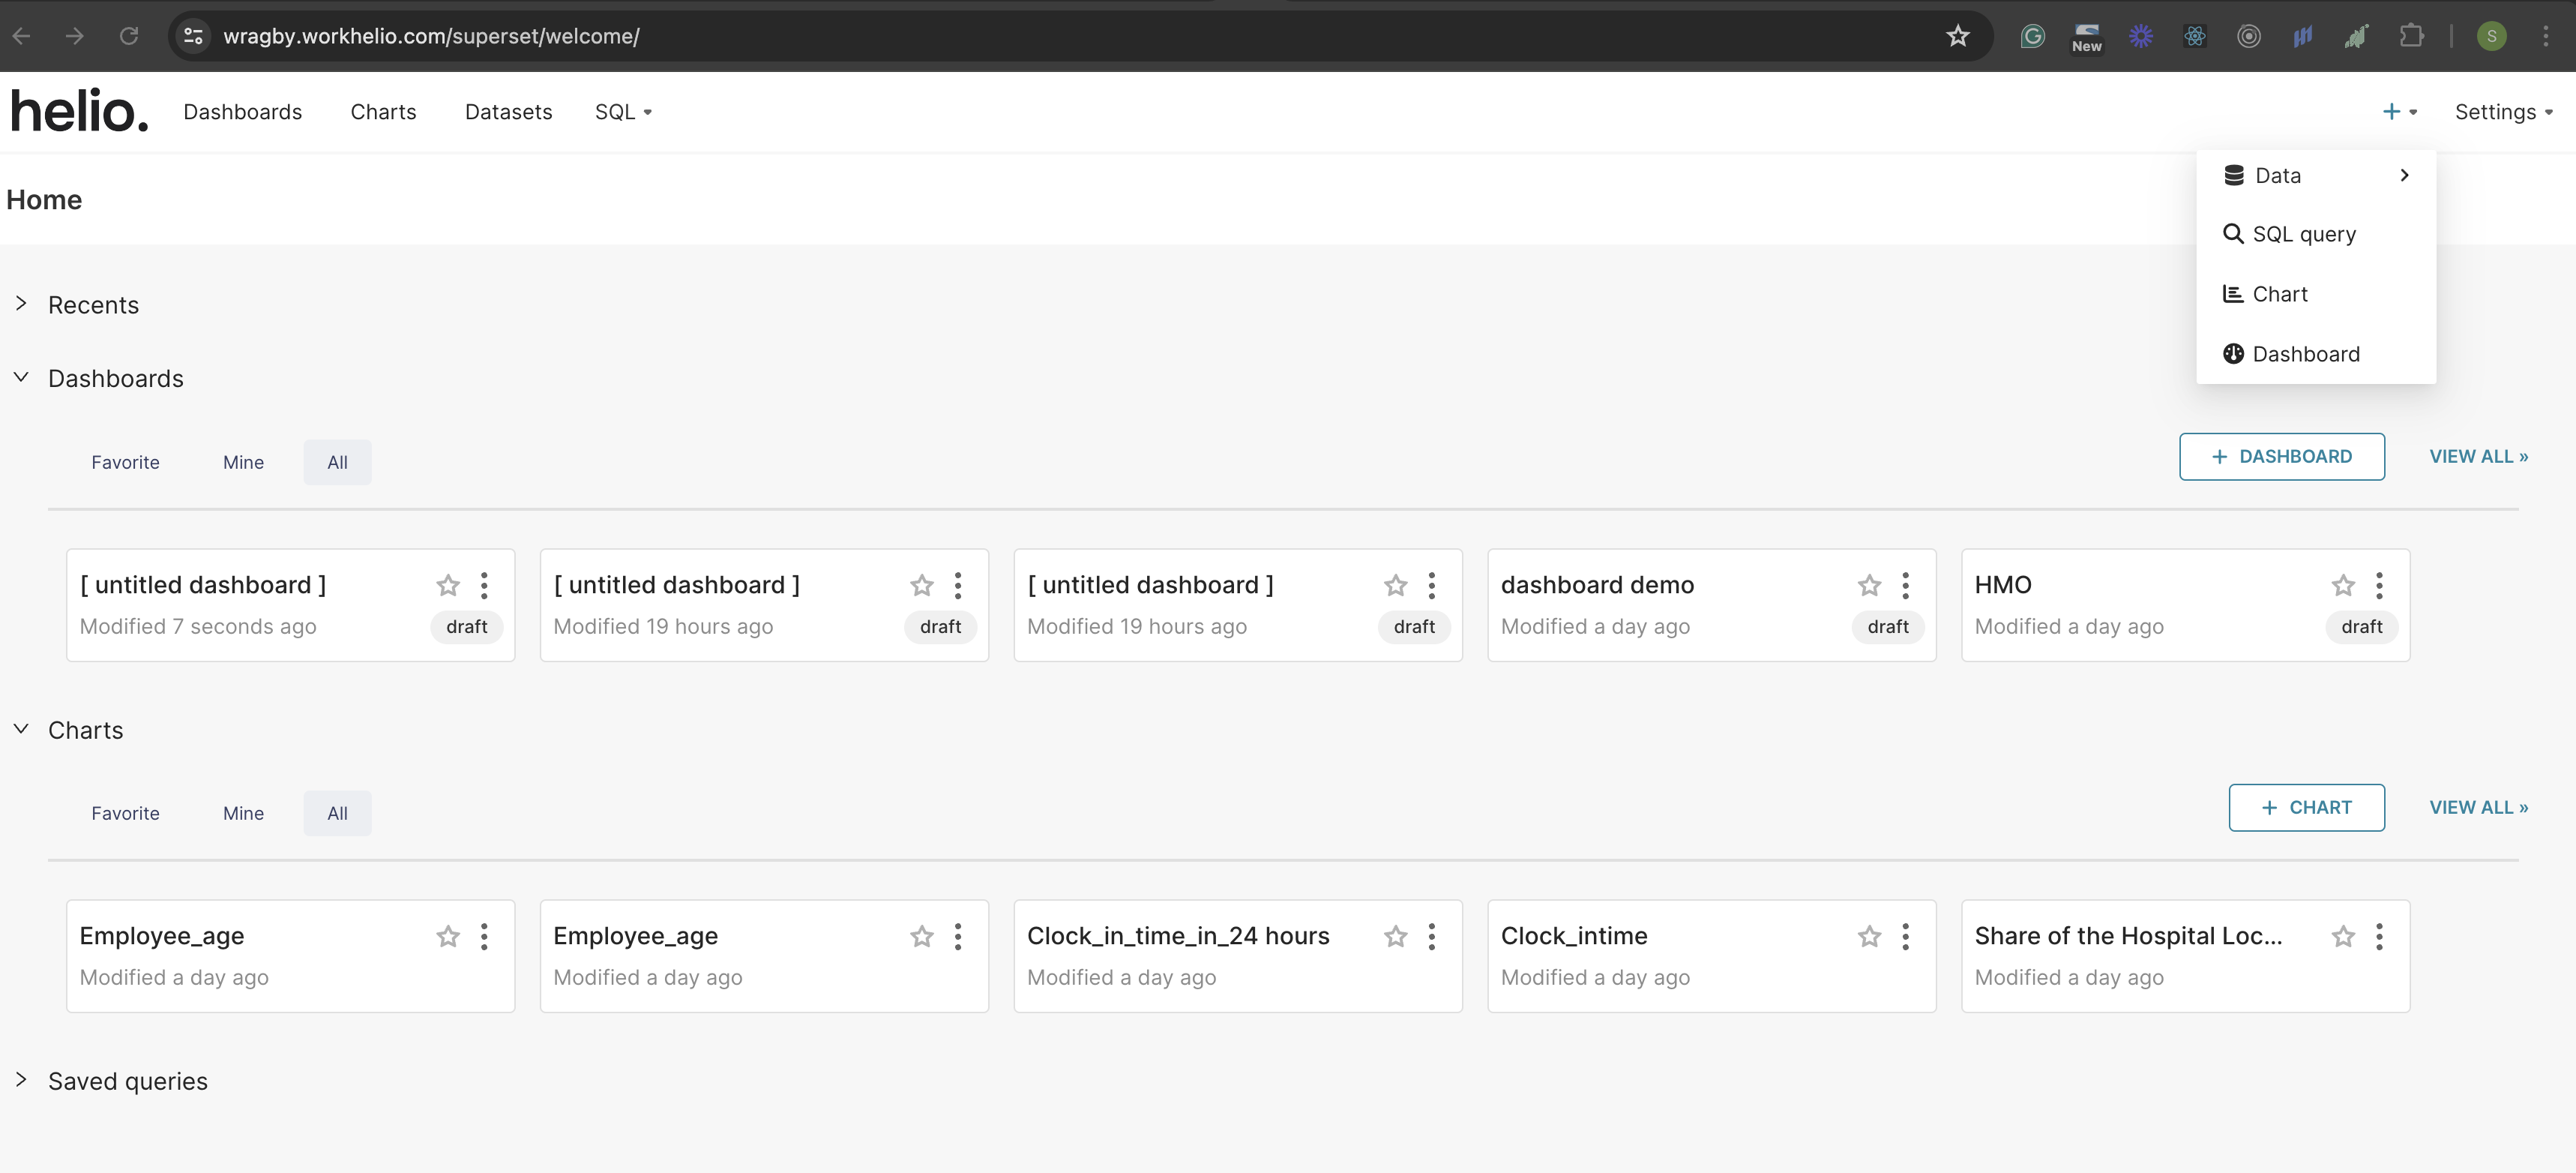 wragby.workhelio.com/superset/welcome/
New
S
helio.
Dashboards Charts Datasets SQL
Settings
Data
SQL query
Chart
Dashboard
Home
Recents
Dashboards
Favorite Mine All
+ DASHBOARD VIEW ALL »
[ untitled dashboard ] [ untitled dashboard ] [ untitled dashboard ] dashboard demo HMO
Modified 7 seconds ago draft Modified 19 hours ago draft Modified 19 hours ago draft Modified a day ago draft Modified a day ago draft
Charts
Favorite Mine All
+ CHART VIEW ALL »
Employee_age Employee_age Clock_in_time_in_24 hours Clock_intime Share of the Hospital Loc...
Modified a day ago Modified a day ago Modified a day ago Modified a day ago Modified a day ago
Saved queries